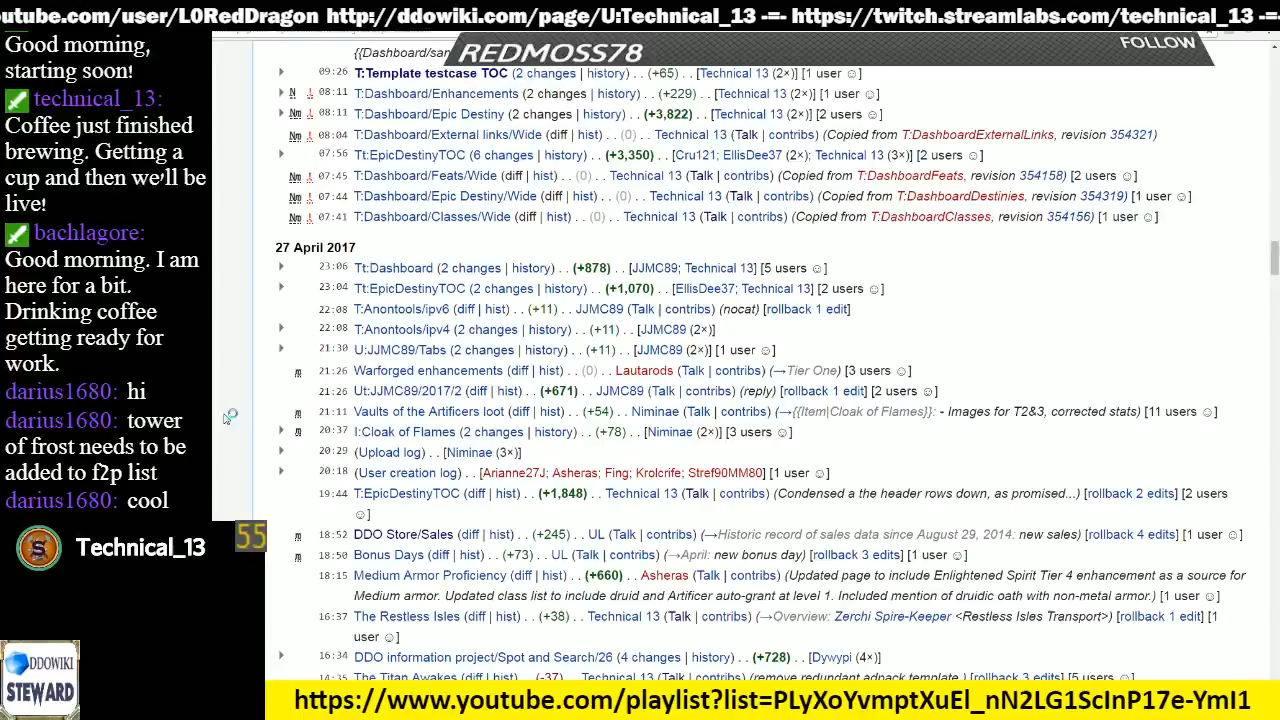 outube.com/user/L0RedDragon http://ddowiki.com/page/U:Technical_13 -=- https://twitch.streamlabs.com/technical_13 -=
REDMOSS78
FOLLOW
Good morning,
starting soon!
technical_13:
Coffee just finished
brewing. Getting a
cup and then we'll be
live!
bachlagore:
Good morning. I am
here for a bit.
Drinking coffee
getting ready for
work.
darius1680: hi
darius1680: tower
of frost needs to be
added to f2p list
darius1680: cool
Technical_13
55
DDOWIKI
STEWARD
09:26 T:Template testcase TOC (2 changes | history) . . (+65) . . [Technical 13 (2×)] [1 user ☺]
N ! 08:11 T:Dashboard/Enhancements (2 changes | history) . . (+229) . . [Technical 13 (2×)] [1 user ☺]
Nm ! 08:11 T:Dashboard/Epic Destiny (2 changes | history) . . (+3,822) . . [Technical 13 (2×)] [2 users ☺]
Nm ! 08:04 T:Dashboard/External links/Wide (diff | hist) . . (0) . . Technical 13 (Talk | contribs) (Copied from T:DashboardExternalLinks, revision 354321)
07:56 Tt:EpicDestinyTOC (6 changes | history) . . (+3,350) . . [Cru121; EllisDee37 (2×); Technical 13 (3×)] [2 users ☺]
Nm ! 07:45 T:Dashboard/Feats/Wide (diff | hist) . . (0) . . Technical 13 (Talk | contribs) (Copied from T:DashboardFeats, revision 354158) [2 users ☺]
Nm ! 07:44 T:Dashboard/Epic Destiny/Wide (diff | hist) . . (0) . . Technical 13 (Talk | contribs) (Copied from T:DashboardDestinies, revision 354319) [1 user ☺]
Nm ! 07:41 T:Dashboard/Classes/Wide (diff | hist) . . (0) . . Technical 13 (Talk | contribs) (Copied from T:DashboardClasses, revision 354156) [1 user ☺]
27 April 2017
23:06 Tt:Dashboard (2 changes | history) . . (+878) . . [JJMC89; Technical 13] [5 users ☺]
23:04 Tt:EpicDestinyTOC (2 changes | history) . . (+1,070) . . [EllisDee37; Technical 13] [2 users ☺]
22:08 T:Anontools/ipv6 (diff | hist) . . (+11) . . JJMC89 (Talk | contribs) (nocat) [rollback 1 edit]
22:08 T:Anontools/ipv4 (2 changes | history) . . (+11) . . [JJMC89 (2×)]
21:30 U:JJMC89/Tabs (2 changes | history) . . (+11) . . [JJMC89 (2×)] [1 user ☺]
m 21:26 Warforged enhancements (diff | hist) . . (0) . . Lautarods (Talk | contribs) (→Tier One) [3 users ☺]
21:26 Ut:JJMC89/2017/2 (diff | hist) . . (+671) . . JJMC89 (Talk | contribs) (reply) [rollback 1 edit] [2 users ☺]
m 21:11 Vaults of the Artificers loot (diff | hist) . . (+54) . . Niminae (Talk | contribs) (→{{Item|Cloak of Flames}}: - Images for T2&3, corrected stats) [11 users ☺]
m 20:37 I:Cloak of Flames (2 changes | history) . . (+78) . . [Niminae (2×)] [3 users ☺]
20:29 (Upload log) . . [Niminae (3×)]
20:18 (User creation log) . . [Arianne27J; Asheras; Fing; Krolcrife; Stref90MM80] [1 user ☺]
19:44 T:EpicDestinyTOC (diff | hist) . . (+1,848) . . Technical 13 (Talk | contribs) (Condensed a the header rows down, as promised...) [rollback 2 edits] [2 users
☺]
m 18:52 DDO Store/Sales (diff | hist) . . (+245) . . UL (Talk | contribs) (→Historic record of sales data since August 29, 2014: new sales) [rollback 4 edits] [1 user ☺]
m 18:50 Bonus Days (diff | hist) . . (+73) . . UL (Talk | contribs) (→April: new bonus day) [rollback 3 edits] [1 user ☺]
18:15 Medium Armor Proficiency (diff | hist) . . (+660) . . Asheras (Talk | contribs) (Updated page to include Enlightened Spirit Tier 4 enhancement as a source for
Medium armor. Updated class list to include druid and Artificer auto-grant at level 1. Included mention of druidic oath with non-metal armor.) [1 user ☺]
16:37 The Restless Isles (diff | hist) . . (+38) . . Technical 13 (Talk | contribs) (→Overview: Zerchi Spire-Keeper <Restless Isles Transport>) [rollback 1 edit] [1
user ☺]
16:34 DDO information project/Spot and Search/26 (4 changes | history) . . (+728) . . [Dywypi (4×)]
14:35 The Titan Awakes (diff | hist) . . (-37) . . Technical 13 (Talk | contribs) (remove redundant adpack template.) [rollback 3 edits] [5 users
https://www.youtube.com/playlist?list=PLyXoYvmptXuEl_nN2LG1ScInP17e-YmI1